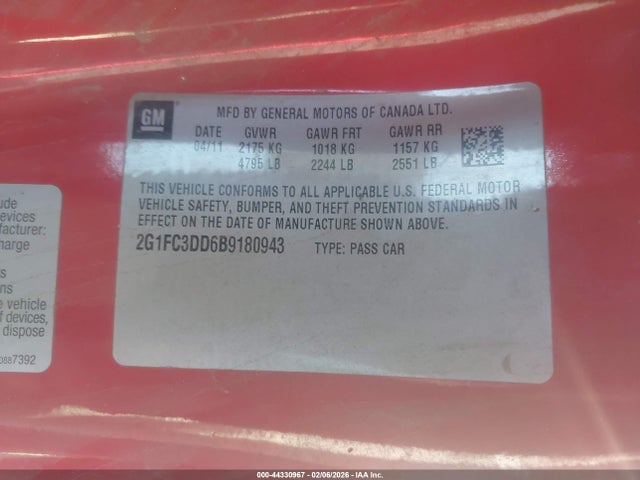 GM
MFD BY GENERAL MOTORS OF CANADA LTD.
DATE GVWR GAWR FRT GAWR RR
04/11 2175 KG 1018 KG 1157 KG
4795 LB 2244 LB 2551 LB
THIS VEHICLE CONFORMS TO ALL APPLICABLE U.S. FEDERAL MOTOR
VEHICLE SAFETY, BUMPER, AND THEFT PREVENTION STANDARDS IN
EFFECT ON THE DATE OF MANUFACTURE SHOWN ABOVE.
2G1FC3DD6B9180943 TYPE: PASS CAR
include
devices
facturer:
charge
s
ns
e vehicle
f devices,
dispose
0887392
000-44330967 - 02/06/2026 - IAA Inc.